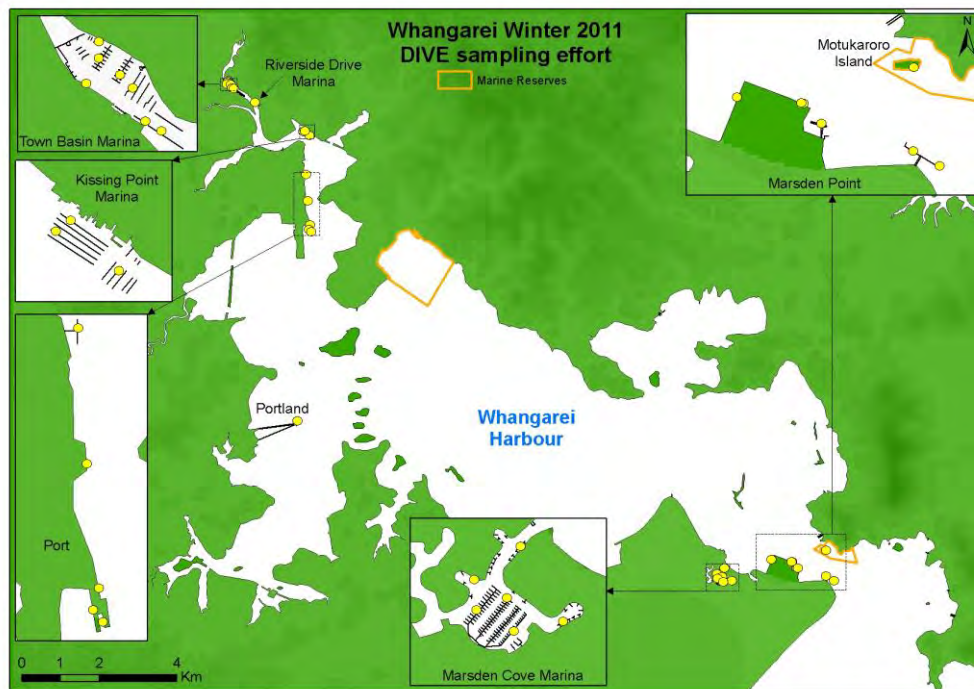 Whangarei Winter 2011
DIVE sampling effort
Marine Reserves
N
Motukaroro
Island
Riverside Drive
Marina
Town Basin Marina
Kissing Point
Marina
Marsden Point
Port
Portland
Whangarei
Harbour
Marsden Cove Marina
0 1 2 4
Km